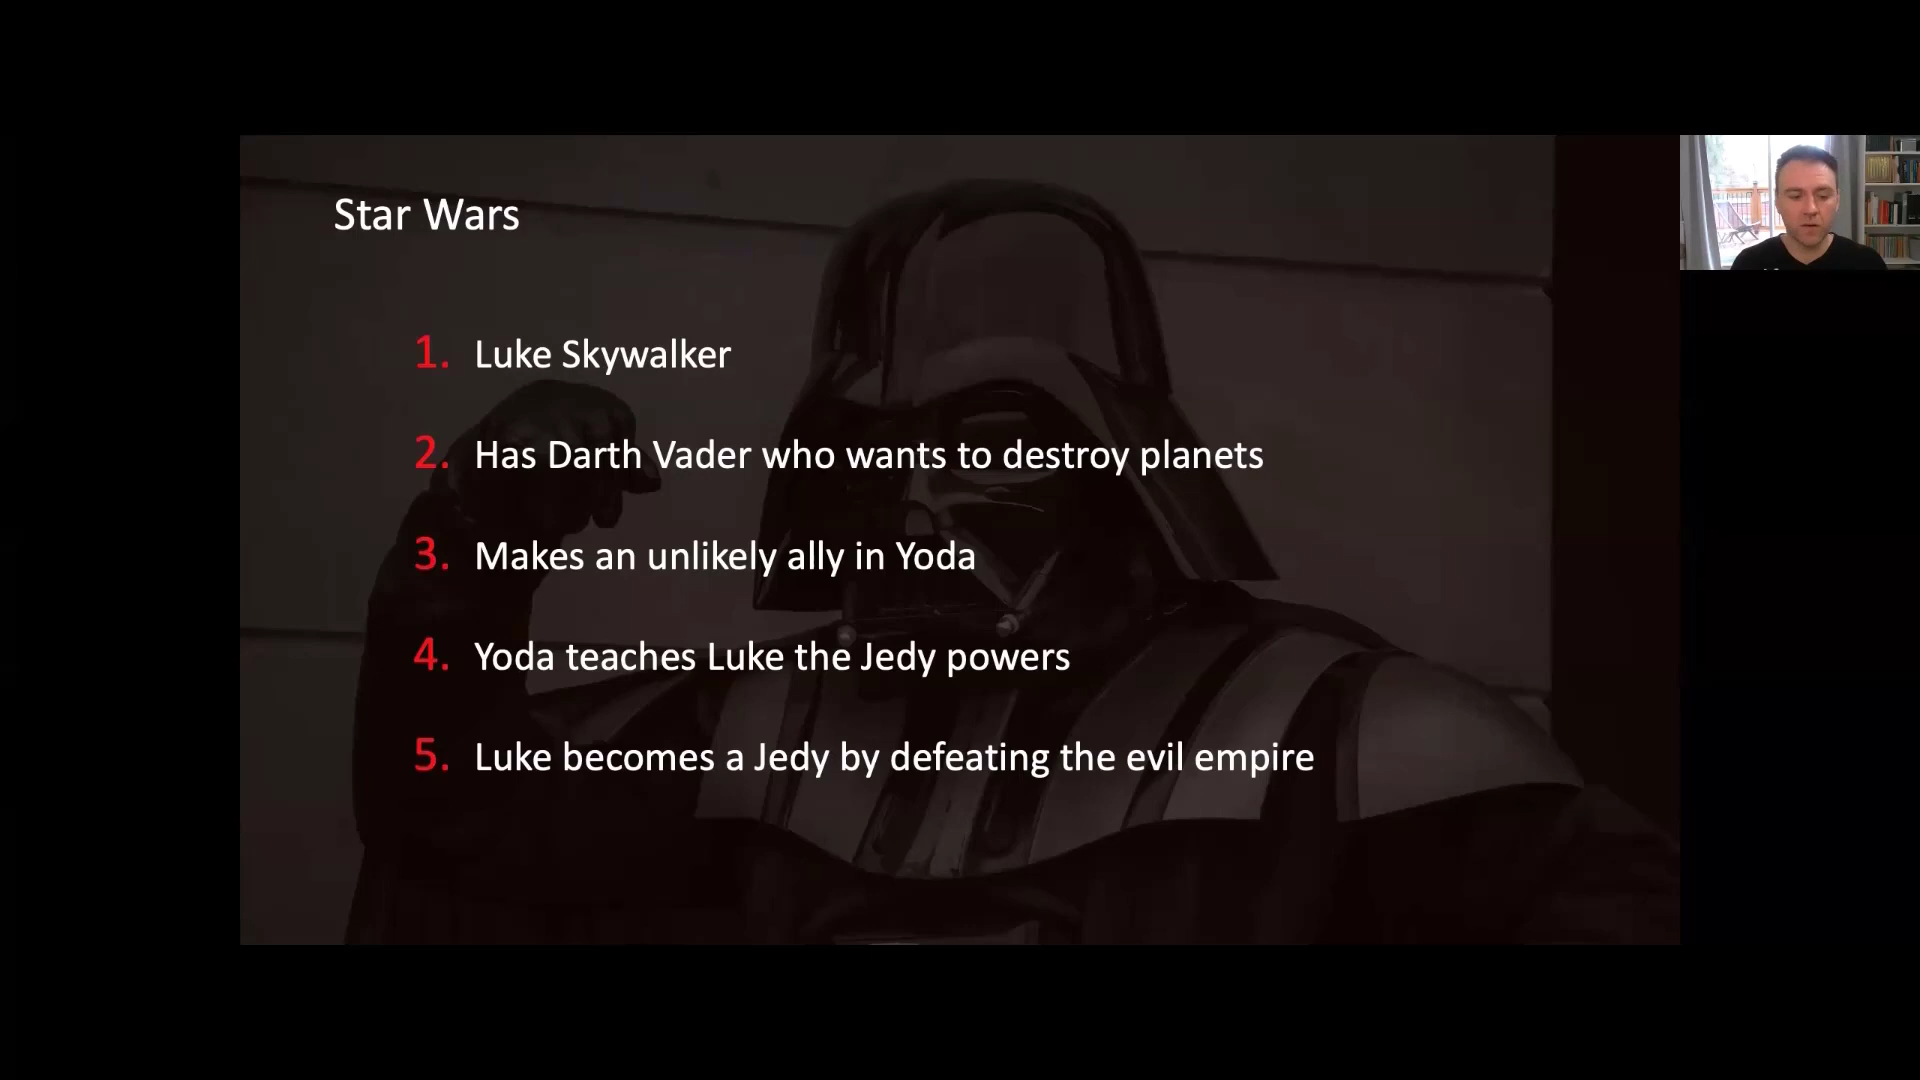 Star Wars
1. Luke Skywalker
2. Has Darth Vader who wants to destroy planets
3. Makes an unlikely ally in Yoda
4. Yoda teaches Luke the Jedy powers
5. Luke becomes a Jedy by defeating the evil empire